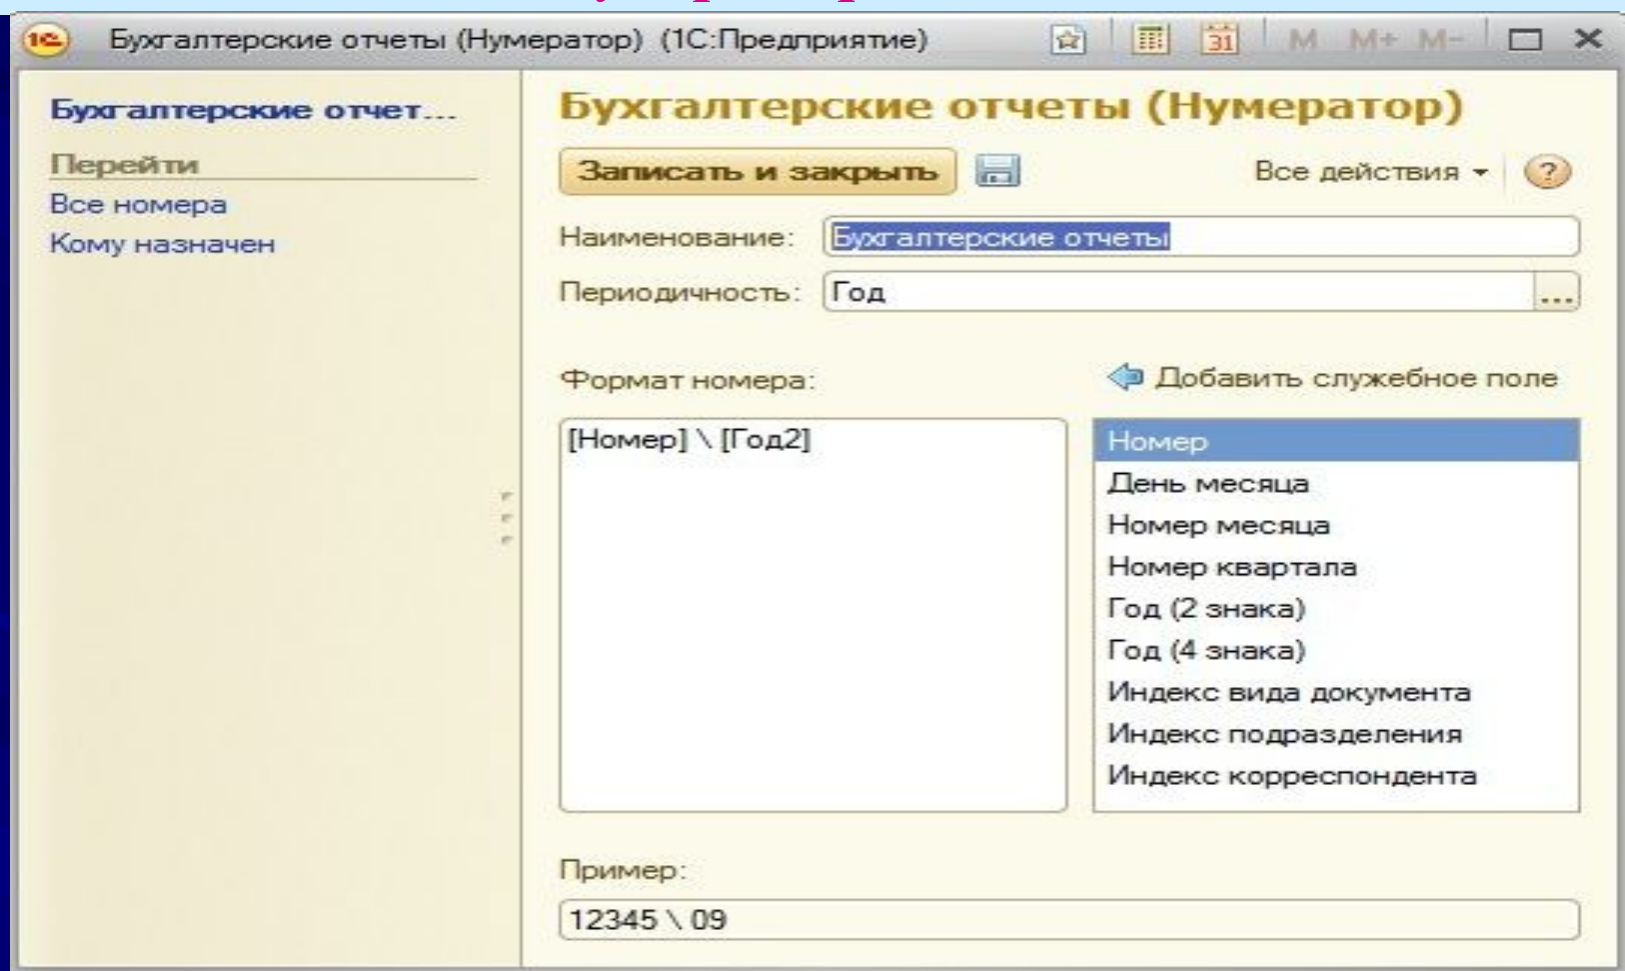 Бухгалтерские отчеты (Нумератор) (1С:Предприятие)
31 M M+ M-
Бухгалтерские отчет...
Перейти
Все номера
Кому назначен
Бухгалтерские отчеты (Нумератор)
Записать и закрыть
Все действия
?
Наименование: Бухгалтерские отчеты
Периодичность: Год ...
Формат номера:
Добавить служебное поле
[Номер] \ [Год2]
Номер
День месяца
Номер месяца
Номер квартала
Год (2 знака)
Год (4 знака)
Индекс вида документа
Индекс подразделения
Индекс корреспондента
Пример:
12345 \ 09